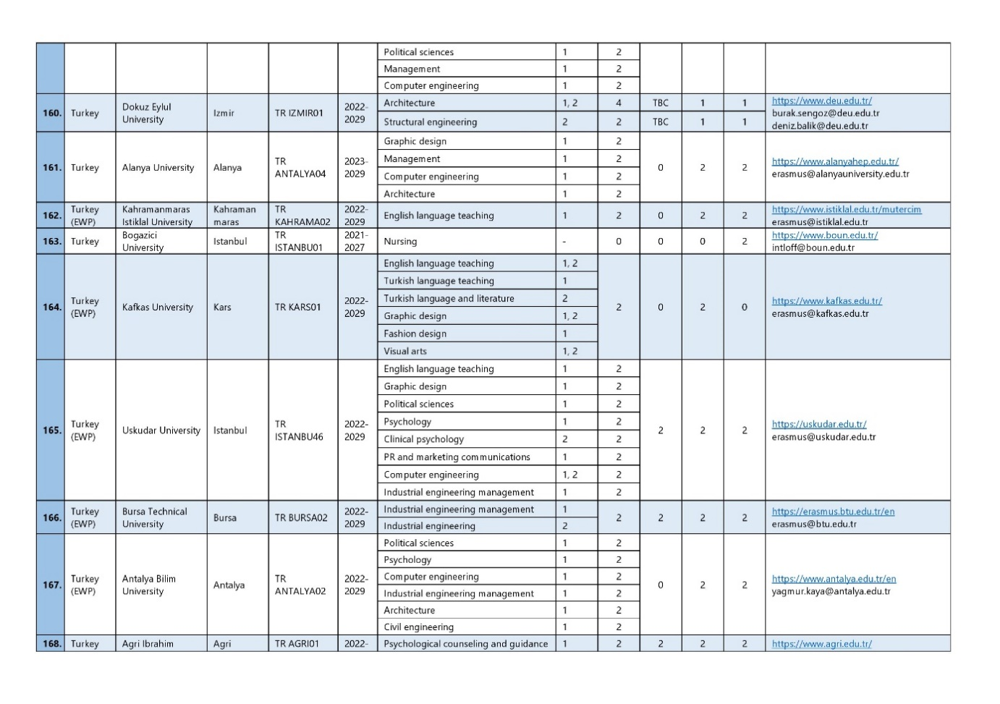 Political sciences 1 2
Management 1 2
Computer engineering 1 2
160. Turkey Dokuz Eylul University Izmir TR IZMIR01 2022-2029 Architecture 1, 2 4 TBC 1 1 https://www.deu.edu.tr/
burak.sengoz@deu.edu.tr
Structural engineering 2 2 TBC 1 1 deniz.balik@deu.edu.tr
161. Turkey Alanya University Alanya TR ANTALYA04 2023-2029 Graphic design 1 2 0 2 2 https://www.alanyahep.edu.tr/
Management 1 2 erasmus@alanyauniversity.edu.tr
Computer engineering 1 2
Architecture 1 2
162. Turkey (EWP) Kahramanmaras Istiklal University Kahraman maras TR KAHRAMA02 2022-2029 English language teaching 1 2 0 2 2 https://www.istiklal.edu.tr/mutercim
erasmus@istiklal.edu.tr
163. Turkey Bogazici University Istanbul TR ISTANBU01 2021-2027 Nursing - 0 0 0 2 https://www.boun.edu.tr/
intloff@boun.edu.tr
164. Turkey (EWP) Kafkas University Kars TR KARS01 2022-2029 English language teaching 1, 2 2 0 2 0 https://www.kafkas.edu.tr/
Turkish language teaching 1 erasmus@kafkas.edu.tr
Turkish language and literature 2
Graphic design 1, 2
Fashion design 1
Visual arts 1, 2
165. Turkey (EWP) Uskudar University Istanbul TR ISTANBU46 2022-2029 English language teaching 1 2 2 2 2 https://uskudar.edu.tr/
Graphic design 1 2 erasmus@uskudar.edu.tr
Political sciences 1 2
Psychology 1 2
Clinical psychology 2 2
PR and marketing communications 1 2
Computer engineering 1, 2 2
Industrial engineering management 1 2
166. Turkey (EWP) Bursa Technical University Bursa TR BURSA02 2022-2029 Industrial engineering management 1 2 2 2 2 https://erasmus.btu.edu.tr/en
Industrial engineering 2 erasmus@btu.edu.tr
167. Turkey (EWP) Antalya Bilim University Antalya TR ANTALYA02 2022-2029 Political sciences 1 2 0 2 2 https://www.antalya.edu.tr/en
Psychology 1 2 yagmur.kaya@antalya.edu.tr
Computer engineering 1 2
Industrial engineering management 1 2
Architecture 1 2
Civil engineering 1 2
168. Turkey Agri Ibrahim Agri TR AGRI01 2022- Psychological counseling and guidance 1 2 2 2 2 https://www.agri.edu.tr/